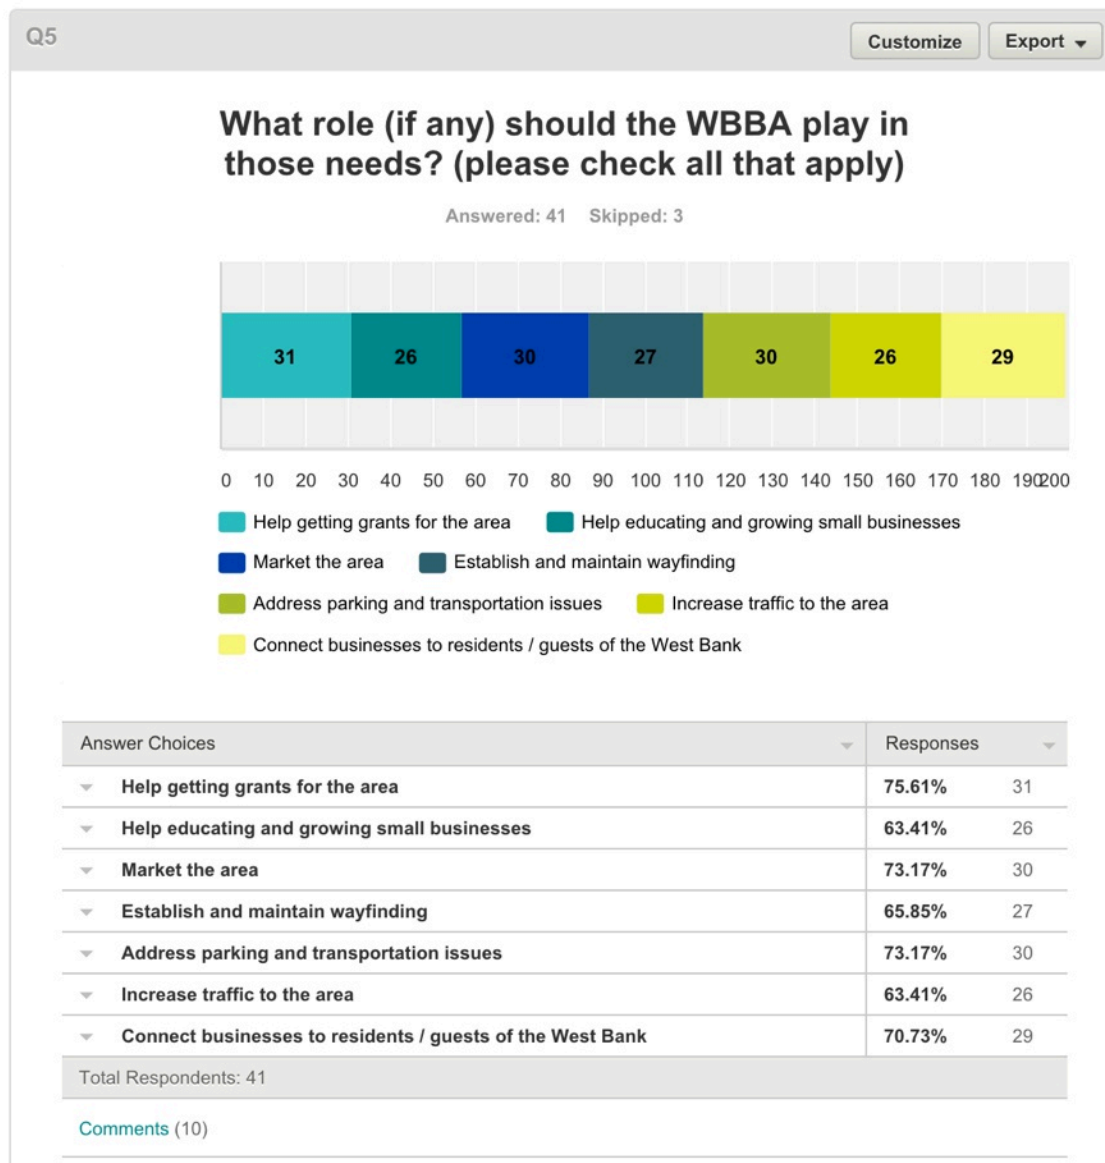 Q5
Customize
Export
What role (if any) should the WBBA play in
those needs? (please check all that apply)
Answered: 41 Skipped: 3
31 26 30 27 30 26 29
0 10 20 30 40 50 60 70 80 90 100 110 120 130 140 150 160 170 180 190200
Help getting grants for the area Help educating and growing small businesses
Market the area Establish and maintain wayfinding
Address parking and transportation issues Increase traffic to the area
Connect businesses to residents / guests of the West Bank
Answer Choices Responses
Help getting grants for the area 75.61% 31
Help educating and growing small businesses 63.41% 26
Market the area 73.17% 30
Establish and maintain wayfinding 65.85% 27
Address parking and transportation issues 73.17% 30
Increase traffic to the area 63.41% 26
Connect businesses to residents / guests of the West Bank 70.73% 29
Total Respondents: 41
Comments (10)